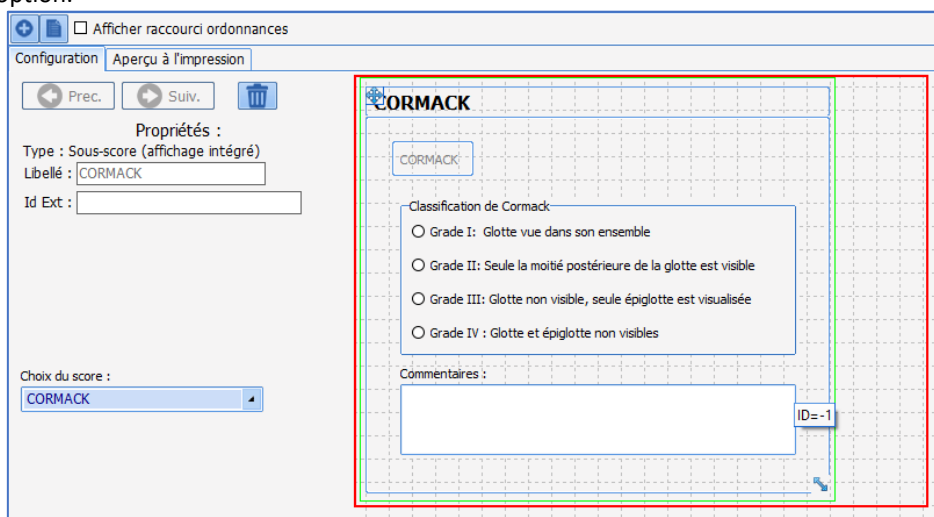 option.
Afficher raccourci ordonnances
Configuration Aperçu à l'impression
Prec. Suiv.
Propriétés :
Type : Sous-score (affichage intégré)
Libellé : CORMACK
Id Ext :
Choix du score :
CORMACK
CORMACK
CORMACK
Classification de Cormack
Grade I: Glotte vue dans son ensemble
Grade II: Seule la moitié postérieure de la glotte est visible
Grade III: Glotte non visible, seule épiglotte est visualisée
Grade IV : Glotte et épiglotte non visibles
Commentaires :
ID=-1